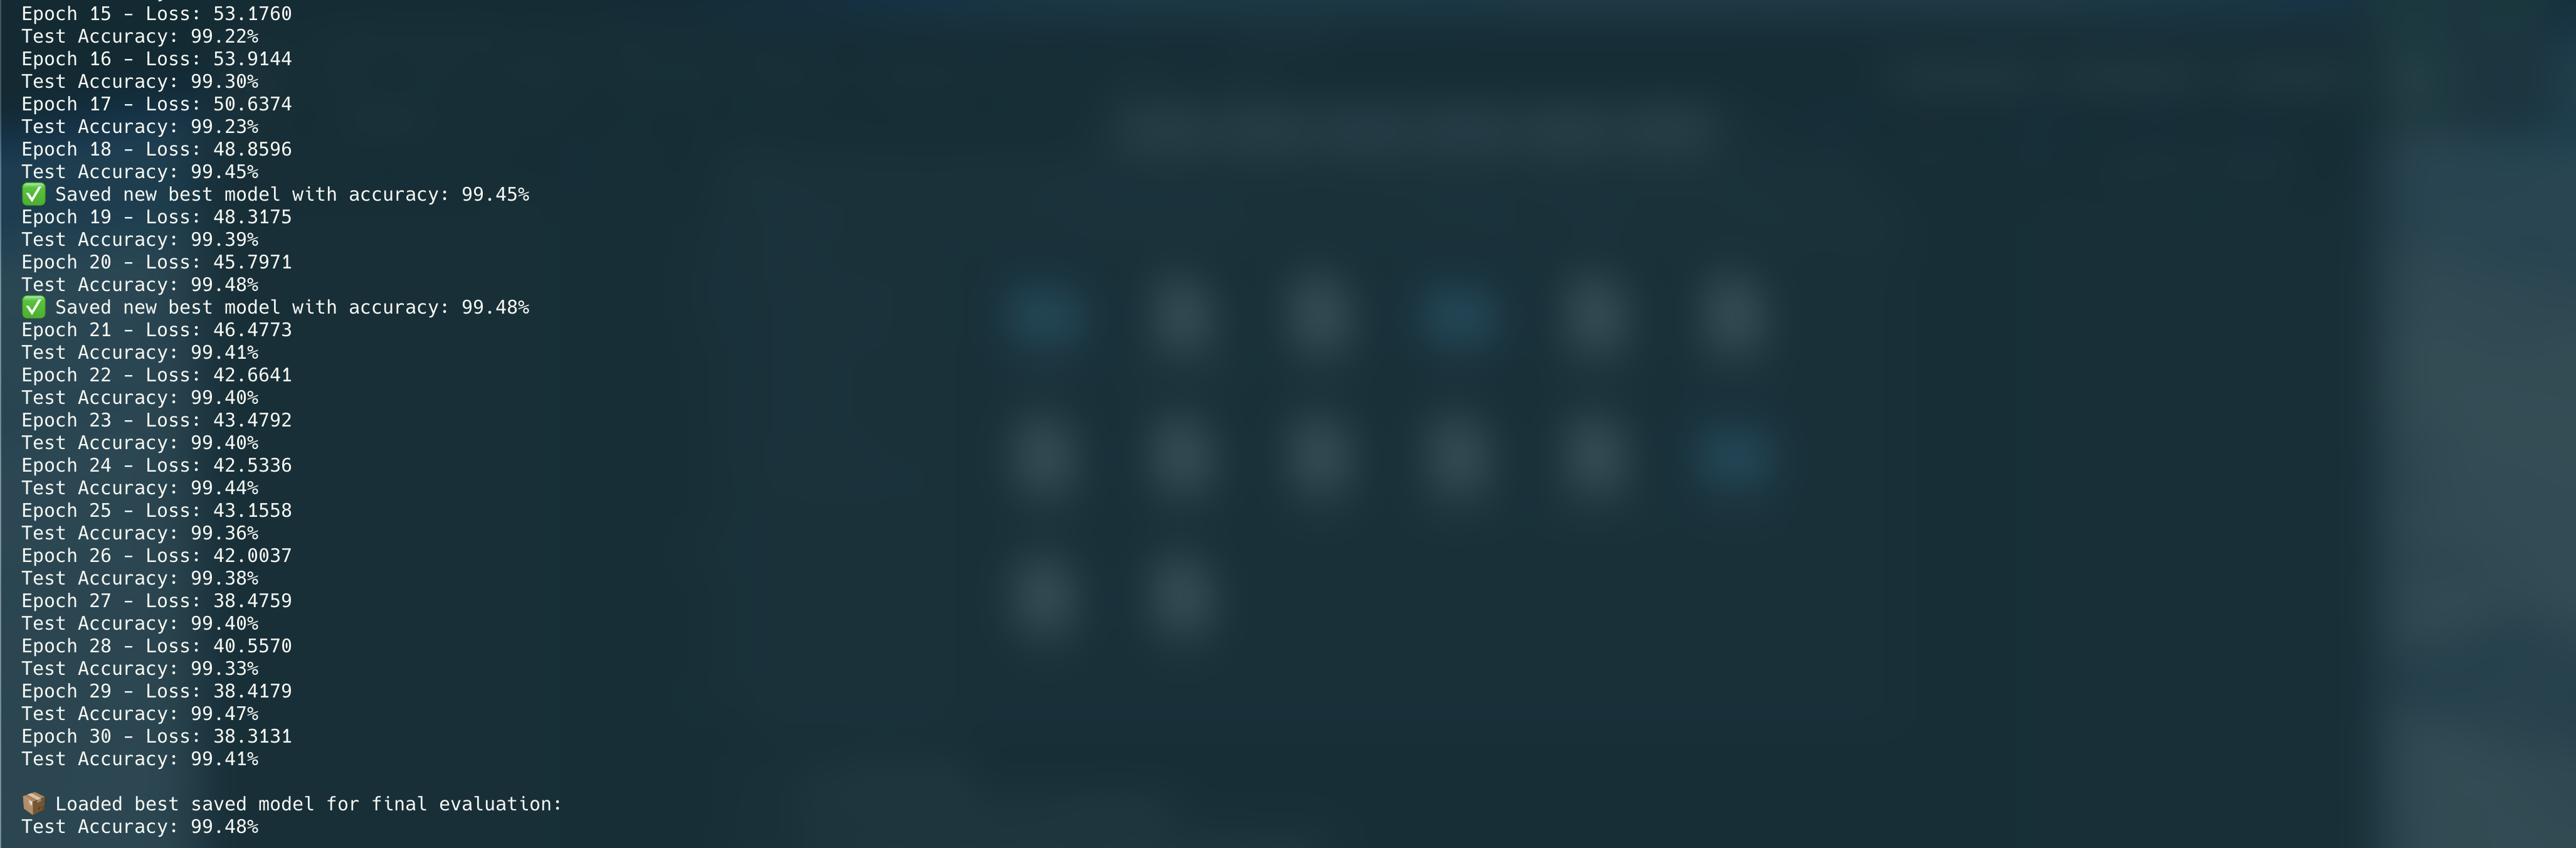 Epoch 15 - Loss: 53.1760
Test Accuracy: 99.22%
Epoch 16 - Loss: 53.9144
Test Accuracy: 99.30%
Epoch 17 - Loss: 50.6374
Test Accuracy: 99.23%
Epoch 18 - Loss: 48.8596
Test Accuracy: 99.45%
✅ Saved new best model with accuracy: 99.45%
Epoch 19 - Loss: 48.3175
Test Accuracy: 99.39%
Epoch 20 - Loss: 45.7971
Test Accuracy: 99.48%
✅ Saved new best model with accuracy: 99.48%
Epoch 21 - Loss: 46.4773
Test Accuracy: 99.41%
Epoch 22 - Loss: 42.6641
Test Accuracy: 99.40%
Epoch 23 - Loss: 43.4792
Test Accuracy: 99.40%
Epoch 24 - Loss: 42.5336
Test Accuracy: 99.44%
Epoch 25 - Loss: 43.1558
Test Accuracy: 99.36%
Epoch 26 - Loss: 42.0037
Test Accuracy: 99.38%
Epoch 27 - Loss: 38.4759
Test Accuracy: 99.40%
Epoch 28 - Loss: 40.5570
Test Accuracy: 99.33%
Epoch 29 - Loss: 38.4179
Test Accuracy: 99.47%
Epoch 30 - Loss: 38.3131
Test Accuracy: 99.41%
📦 Loaded best saved model for final evaluation:
Test Accuracy: 99.48%